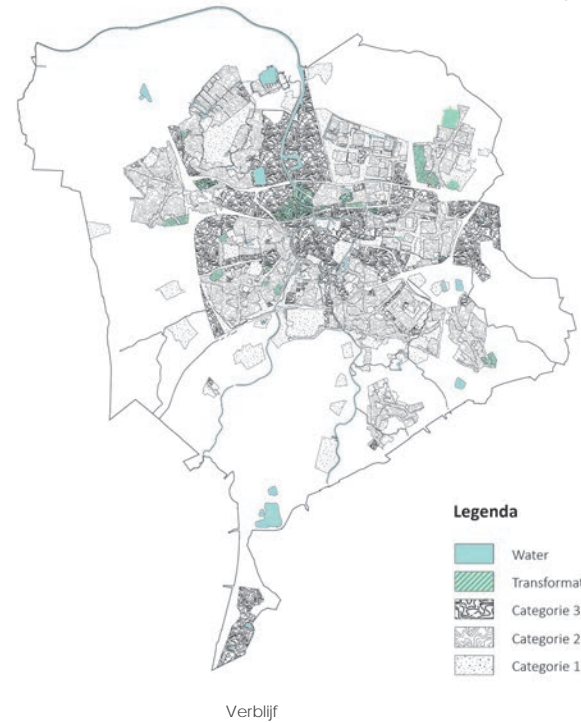 Legenda
Water
Transformat
Categorie 3
Categorie 2
Categorie 1
Verblijf